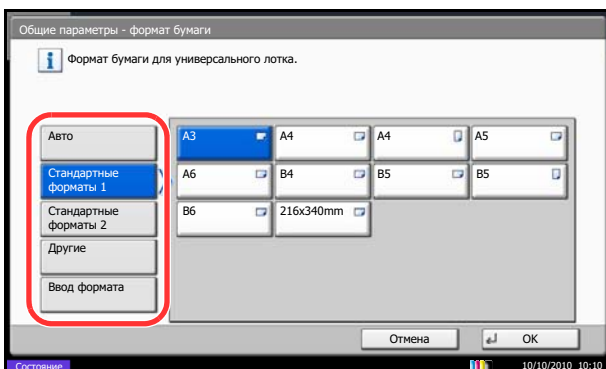 Общие параметры - формат бумаги
Формат бумаги для универсального лотка.
Авто
Стандартные
форматы 1
Стандартные
форматы 2
Другие
Ввод формата
A3 A4 A4 A5
A6 B4 B5 B5
B6 216x340mm
Отмена OK
Состояние 10/10/2010 10:10